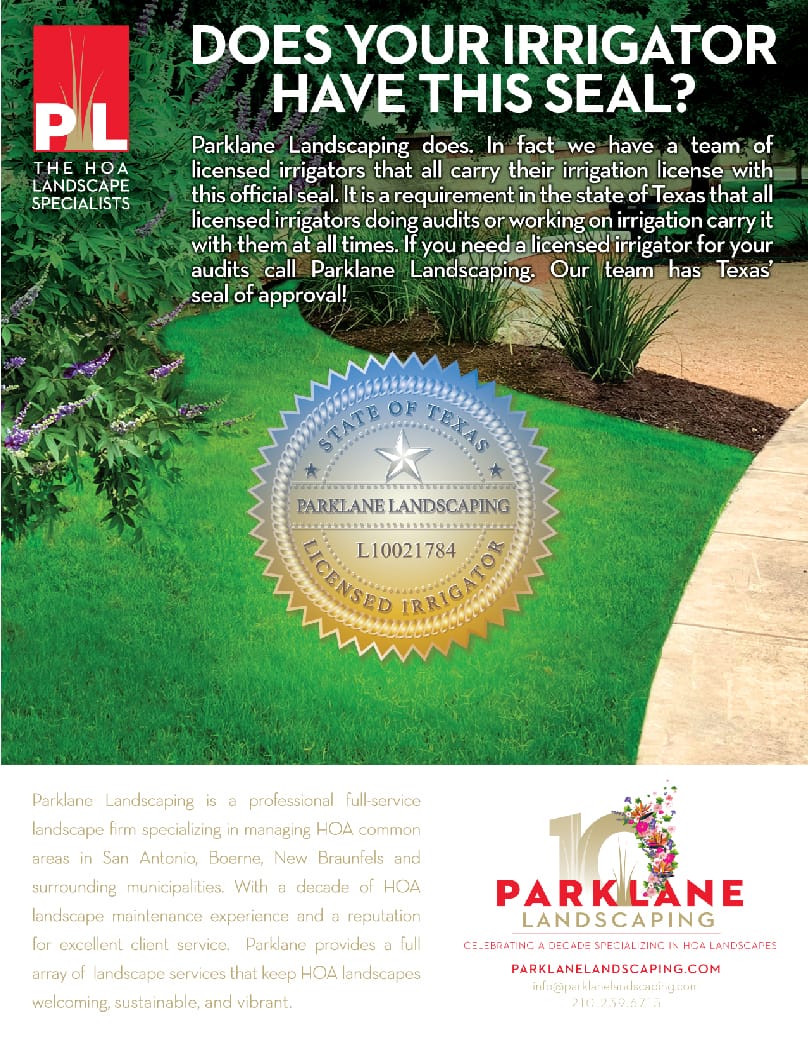 DOES YOUR IRRIGATOR
HAVE THIS SEAL?
PL
THE HOA
LANDSCAPE
SPECIALISTS
Parklane Landscaping does. In fact we have a team of
licensed irrigators that all carry their irrigation license with
this official seal. It is a requirement in the state of Texas that all
licensed irrigators doing audits or working on irrigation carry it
with them at all times. If you need a licensed irrigator for your
audits call Parklane Landscaping. Our team has Texas'
seal of approval!
STATE OF TEXAS
PARKLANE LANDSCAPING
L10021784
LICENSED IRRIGATOR
Parklane Landscaping is a professional full-service
landscape firm specializing in managing HOA common
areas in San Antonio, Boerne, New Braunfels and
surrounding municipalities. With a decade of HOA
landscape maintenance experience and a reputation
for excellent client service. Parklane provides a full
array of landscape services that keep HOA landscapes
welcoming, sustainable, and vibrant.
10
PARKLANE
LANDSCAPING
CELEBRATING A DECADE SPECIALIZING IN HOA LANDSCAPES
PARKLANELANDSCAPING.COM
info@parklanelandscaping.com